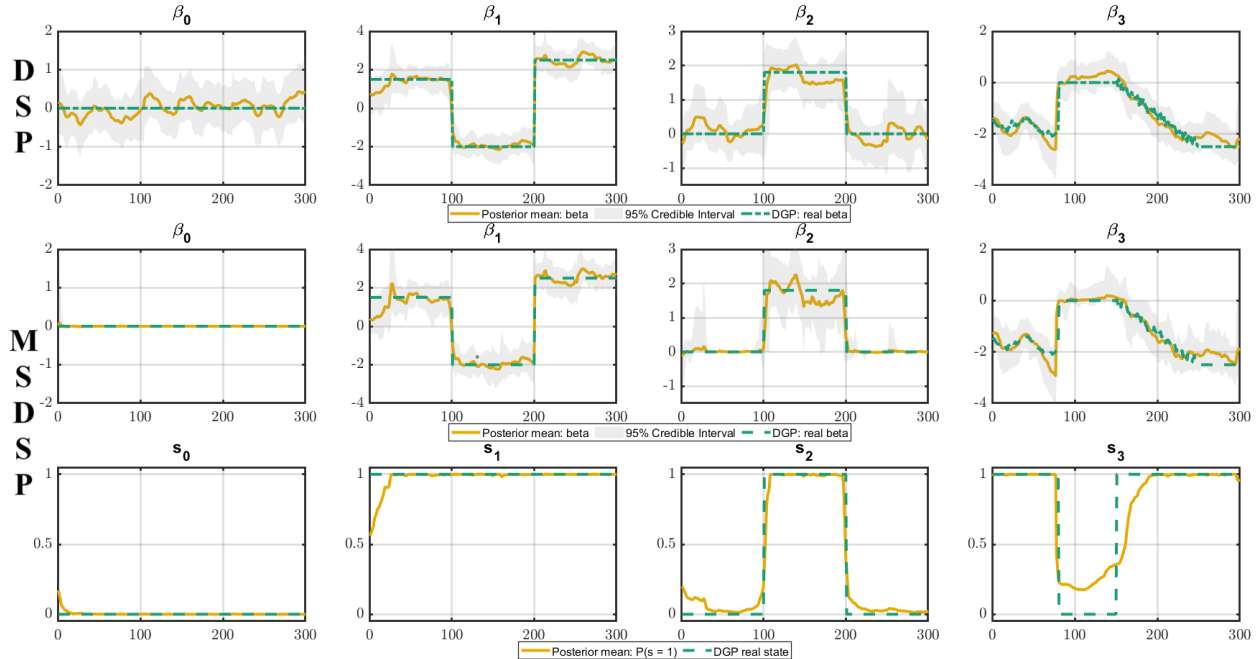 β0 β1 β2 β3
D
S
P
2 1 0 -1 -2
0 100 200 300
4 2 0 -2 -4
0 100 200 300
3 2 1 0 -1
0 100 200 300
2 0 -2 -4
0 100 200 300
Posterior mean: beta 95% Credible Interval DGP: real beta
β0 β1 β2 β3
M
S
D
S
P
2 1 0 -1 -2
0 100 200 300
4 2 0 -2 -4
0 100 200 300
3 2 1 0 -1
0 100 200 300
2 0 -2 -4
0 100 200 300
Posterior mean: beta 95% Credible Interval DGP: real beta
s0 s1 s2 s3
1 0.5 0
0 100 200 300
1 0.5 0
0 100 200 300
1 0.5 0
0 100 200 300
1 0.5 0
0 100 200 300
Posterior mean: P(s = 1) DGP real state